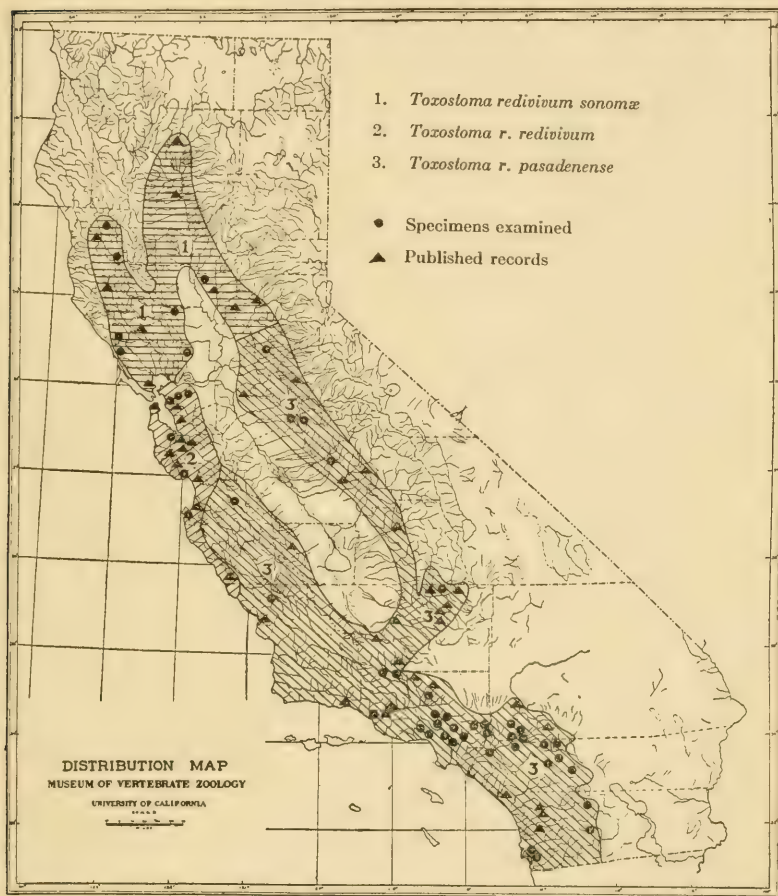 1. Toxostoma redivivum sonomæ
2. Toxostoma r. redivivum
3. Toxostoma r. pasadenense
Specimens examined
Published records
1
1
3
2
3
3
3
DISTRIBUTION MAP
MUSEUM OF VERTEBRATE ZOOLOGY
UNIVERSITY OF CALIFORNIA
SCALE